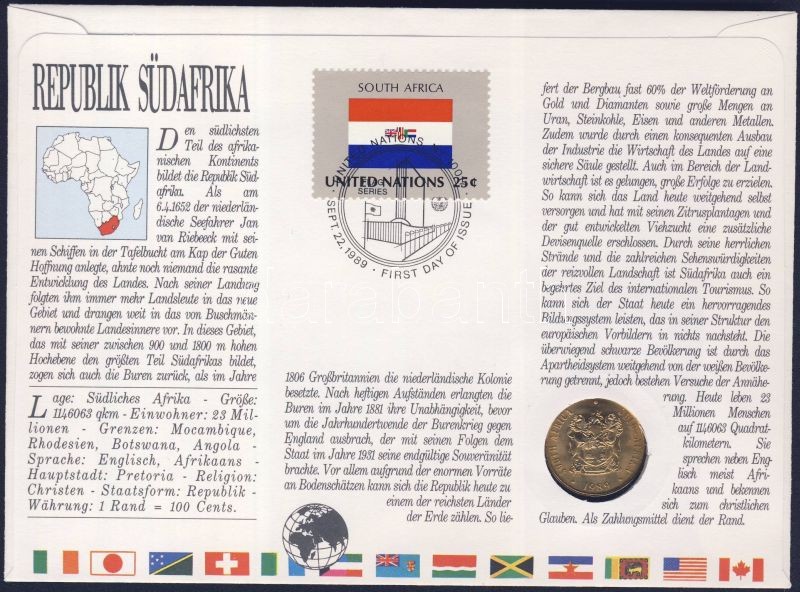 REPUBLIK SÜDAFRIKA
Den südlichsten
Teil des afrika-
nischen Kontinents
bildet die Republik Süd-
afrika. Als am
6.4.1652 der niederlän-
dische Seefahrer Jan
van Riebeeck mit sei-
nen Schiffen in der Tafelbucht am Kap der Guten
Hoffnung anlegte, ahnte noch niemand die rasante
Entwicklung des Landes. Nach seiner Landung
folgten ihm immer mehr Landsleute in das neue
Gebiet und drangen weit in das von Buschmän-
nern bewohnte Landesinnere vor. In dieses Gebiet,
das mit seiner zwischen 900 und 1800 m hohen
Hochebene den größten Teil Südafrikas bildet,
zogen sich auch die Buren zurück, als im Jahre
Lage: Südliches Afrika - Größe:
1146063 qkm - Einwohner: 23 Mil-
lionen - Grenzen: Mocambique,
Rhodesien, Botswana, Angola -
Sprache: Englisch, Afrikaans -
Hauptstadt: Pretoria - Religion:
Christen - Staatsform: Republik -
Währung: 1 Rand = 100 Cents.
SOUTH AFRICA
UNITED NATIONS 25¢
FLAG
SERIES
UNITED NATIONS
SEPT. 22, 1989 · FIRST DAY OF ISSUE
1806 Großbritannien die niederländische Kolonie
besetzte. Nach heftigen Aufständen erlangten die
Buren im Jahre 1881 ihre Unabhängigkeit, bevor
um die Jahrhundertwende der Burenkrieg gegen
England ausbrach, der mit seinen Folgen dem
Staat im Jahre 1931 seine endgültige Souveränität
brachte. Vor allem aufgrund der enormen Vorräte
an Bodenschätzen kann sich die Republik heute zu
einem der reichsten Länder
der Erde zählen. So lie-
fert der Bergbau, fast 60% der Weltförderung an
Gold und Diamanten sowie große Mengen an
Uran, Steinkohle, Eisen und anderen Metallen.
Zudem wurde durch einen konsequenten Ausbau
der Industrie die Wirtschaft des Landes auf eine
sichere Säule gestellt. Auch im Bereich der Land-
wirtschaft ist es gelungen, große Erfolge zu erzielen.
So kann sich das Land heute weitgehend selbst
versorgen und hat mit seinen Zitrusplantagen und
der gut entwickelten Viehzucht eine zusätzliche
Devisenquelle erschlossen. Durch seine herrlichen
Strände und die zahlreichen Sehenswürdigkeiten
der reizvollen Landschaft ist Südafrika auch ein
begehrtes Ziel des internationalen Tourismus. So
kann sich der Staat heute ein hervorragendes
Bildungssystem leisten, das in seiner Struktur den
europäischen Vorbildern in nichts nachsteht. Die
überwiegend schwarze Bevölkerung ist durch das
Apartheidsystem weitgehend von der weißen Bevölke-
rung getrennt, jedoch bestehen Versuche der Annähe-
rung. Heute leben 23
Millionen Menschen
auf 1146063 Quadrat-
kilometern. Sie
sprechen neben Eng-
lisch meist Afri-
kaans und bekennen
sich zum christlichen
Glauben. Als Zahlungsmittel dient der Rand.
SOUTH AFRICA
1989